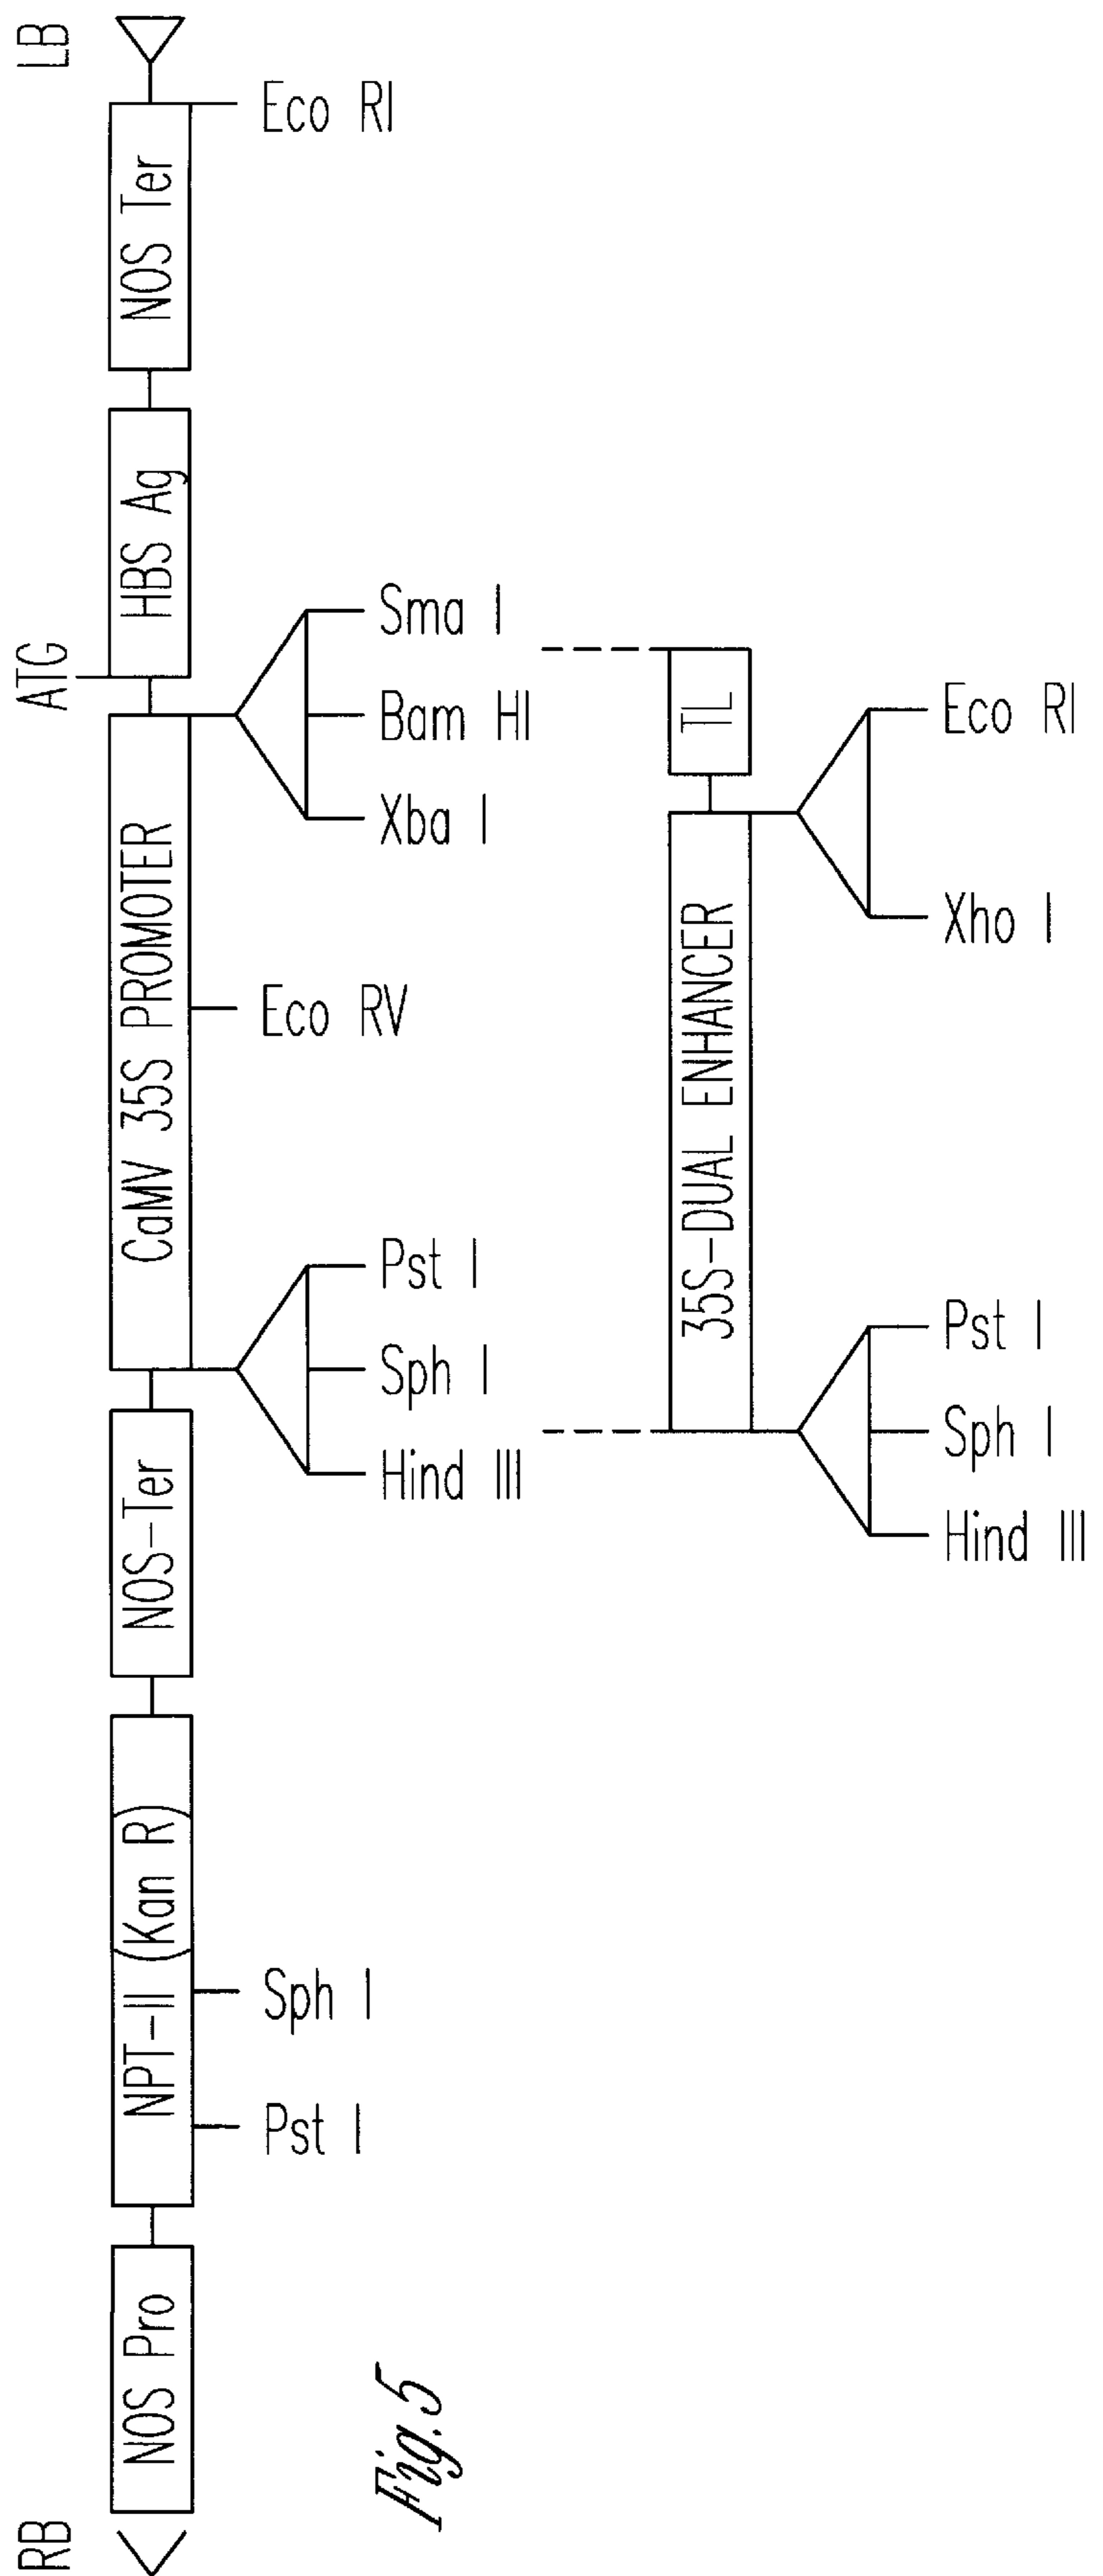 RB
LB
ATG
NOS Pro
NPT-II (Kan R)
NOS-Ter
CaMV 35S PROMOTER
HBS Ag
NOS Ter
Pst I
Sph I
Hind III
Sph I
Pst I
Eco RV
Xba I
Bam HI
Sma I
Eco RI
35S-DUAL ENHANCER
TL
Hind III
Sph I
Pst I
Xho I
Eco RI
Fig. 5